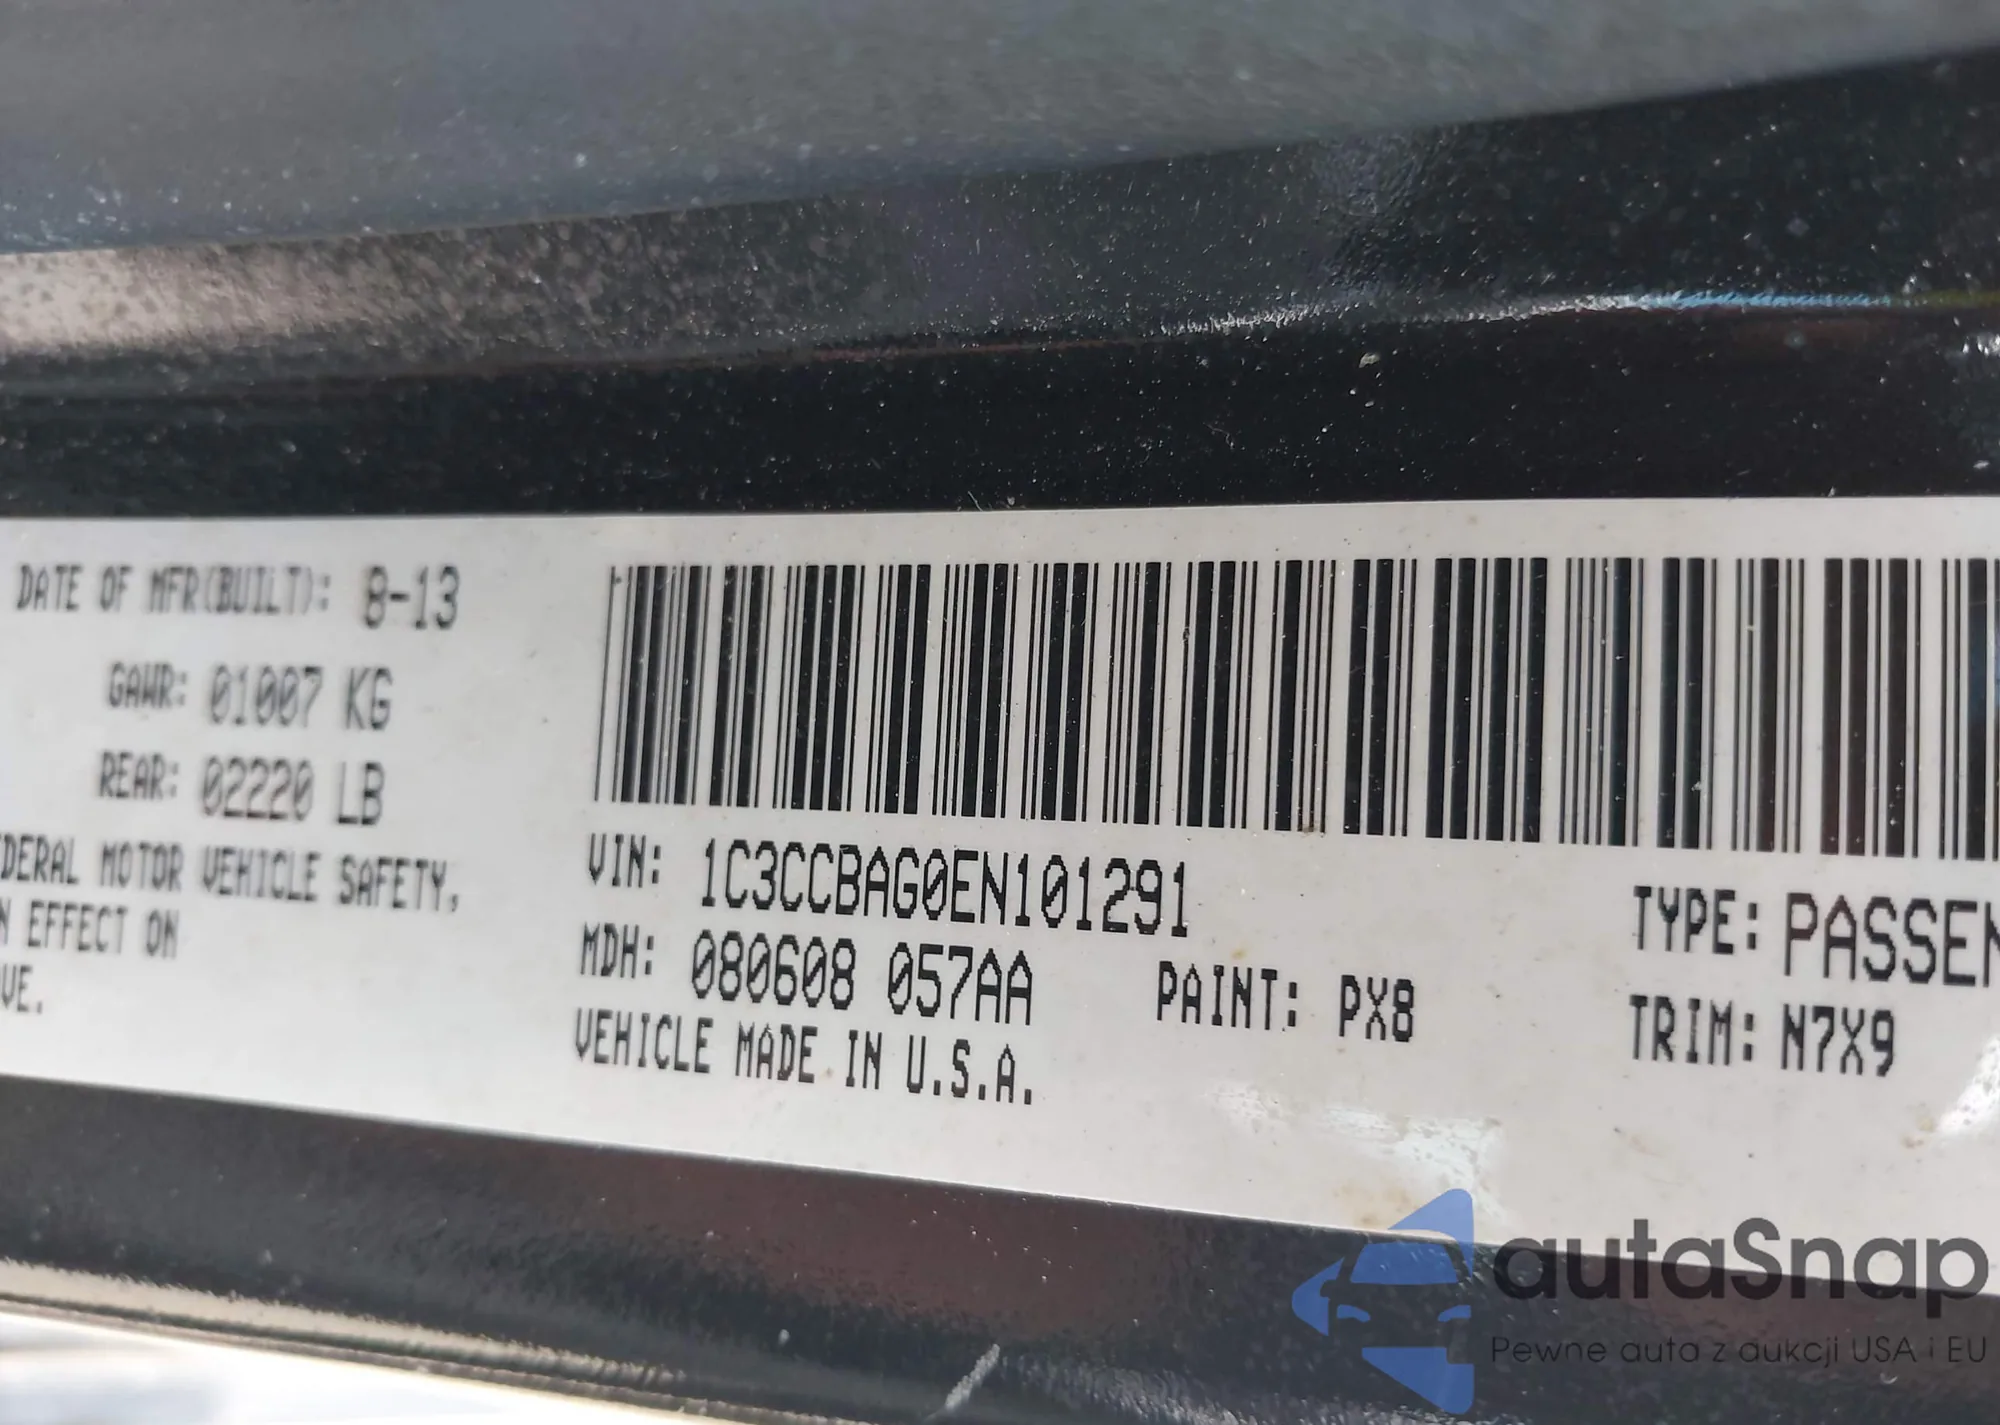 DATE OF MFR(BUILT): 8-13
GAWR: 01007 KG
REAR: 02220 LB
EDERAL MOTOR VEHICLE SAFETY,
N EFFECT ON
VE.
VIN: 1C3CCBAG0EN101291
TYPE: PASSEN
MDH: 080608 057AA PAINT: PX8
TRIM: N7X9
VEHICLE MADE IN U.S.A.
autaSnap
Pewne auta z aukcji USA i EU